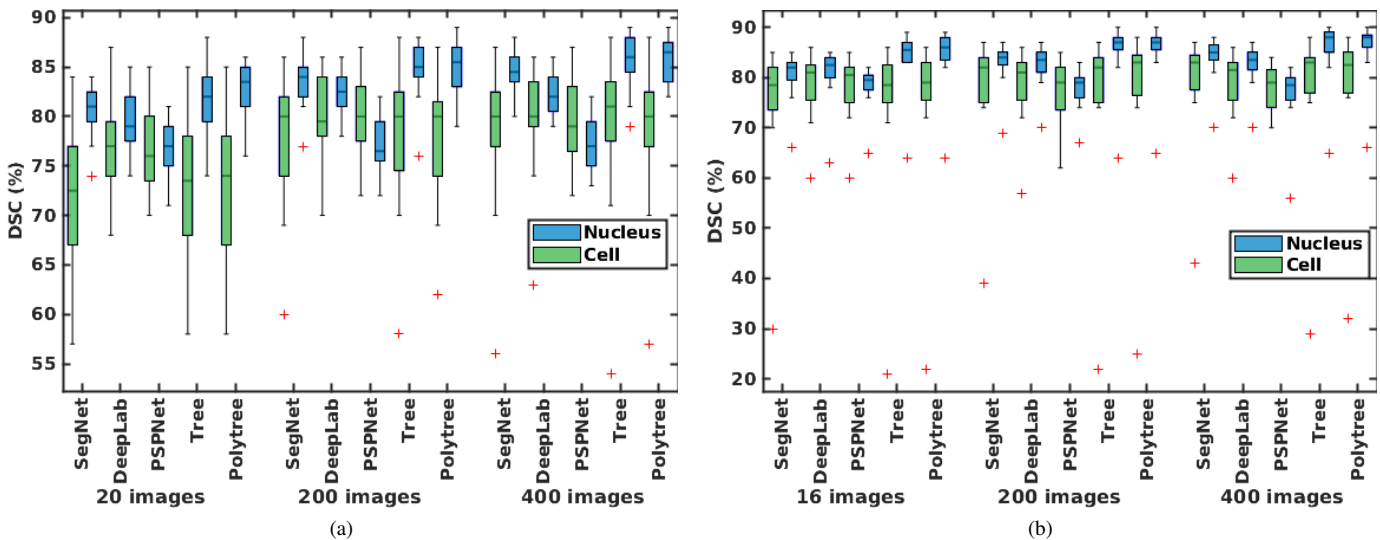 90
85
80
75
70
65
60
55
DSC (%)
Nucleus
Cell
SegNet
DeepLab
PSPNet
Tree
Polytree
SegNet
DeepLab
PSPNet
Tree
Polytree
SegNet
DeepLab
PSPNet
Tree
Polytree
20 images
200 images
400 images
(a)
90
80
70
60
50
40
30
20
DSC (%)
Nucleus
Cell
SegNet
DeepLab
PSPNet
Tree
Polytree
SegNet
DeepLab
PSPNet
Tree
Polytree
SegNet
DeepLab
PSPNet
Tree
Polytree
16 images
200 images
400 images
(b)